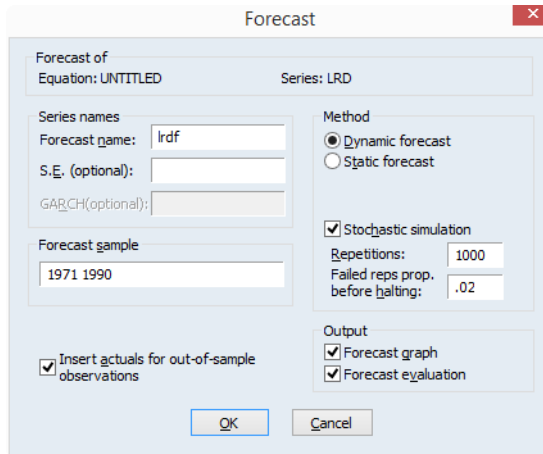 Forecast
Forecast of
Equation: UNTITLED Series: LRD
Series names
Forecast name: lrdf
S.E. (optional):
GARCH(optional):
Forecast sample
1971 1990
Insert actuals for out-of-sample
observations
Method
Dynamic forecast
Static forecast
Stochastic simulation
Repetitions: 1000
Failed reps prop.
before halting: .02
Output
Forecast graph
Forecast evaluation
OK Cancel